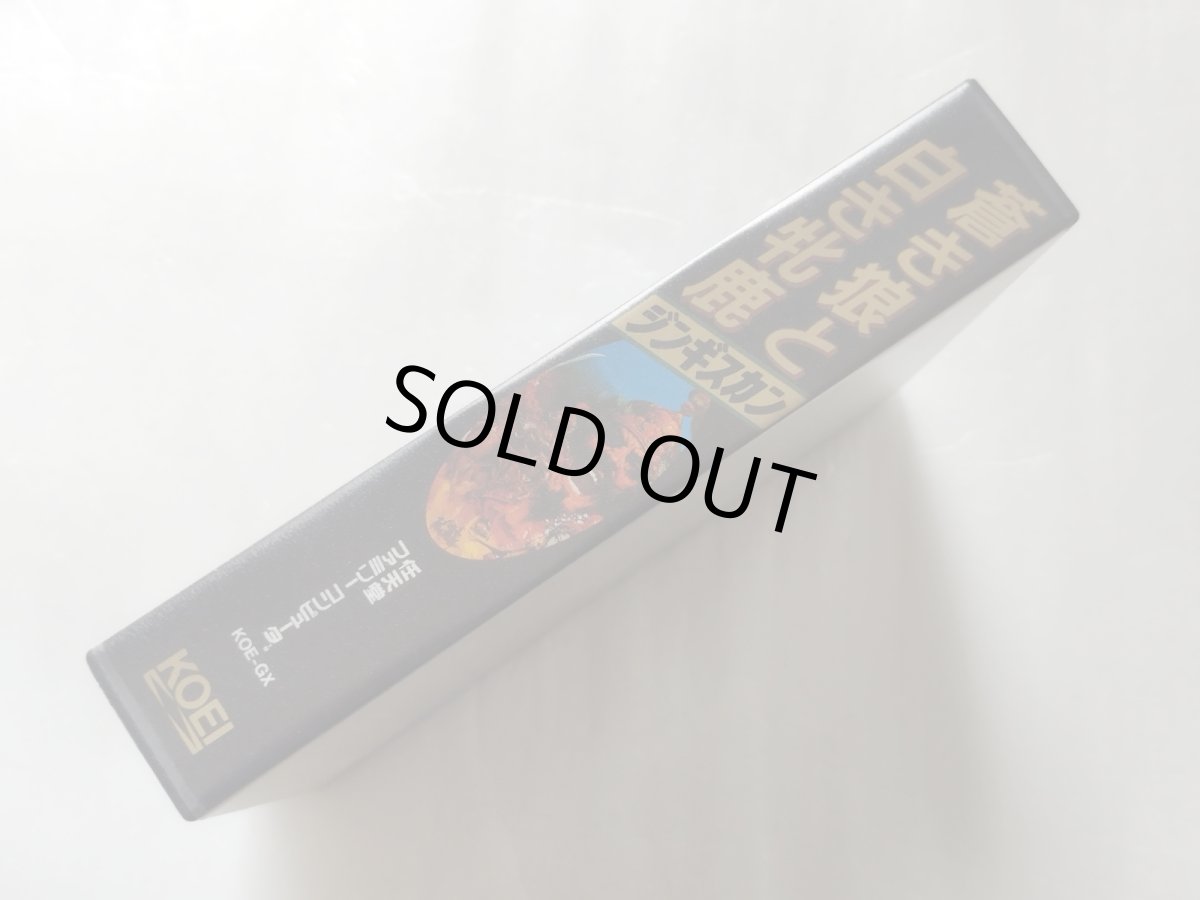 蒼き狼と
白き牝鹿
ジンギスカン
SOLD OUT
任天堂
ファミリーコンピュータ®
KOE-GX
KOEI